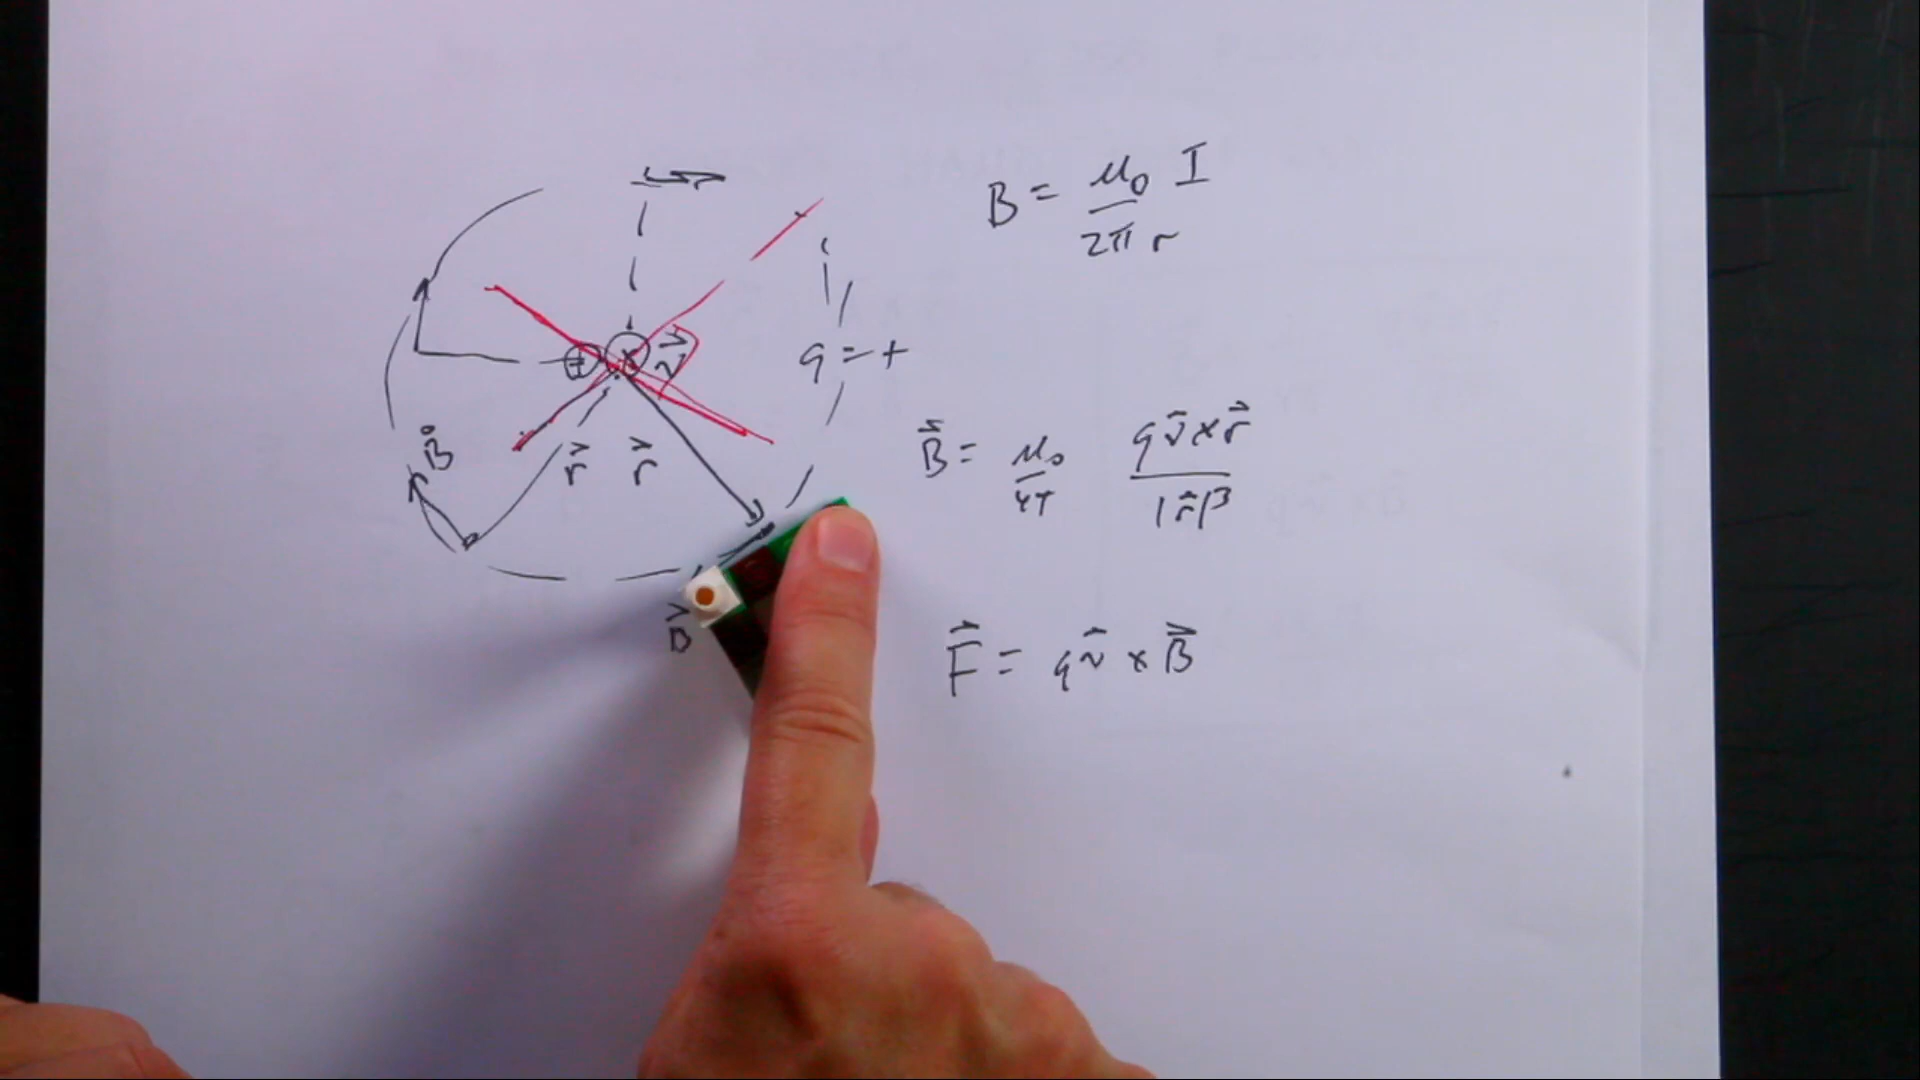 B = μ₀ I / 2π r
v⃗
q = +
B⃗
r⃗ r⃗
B⃗ = μ₀ / 4π q v⃗ × r⃗ / |r⃗|³
B⃗
F⃗ = q v⃗ × B⃗